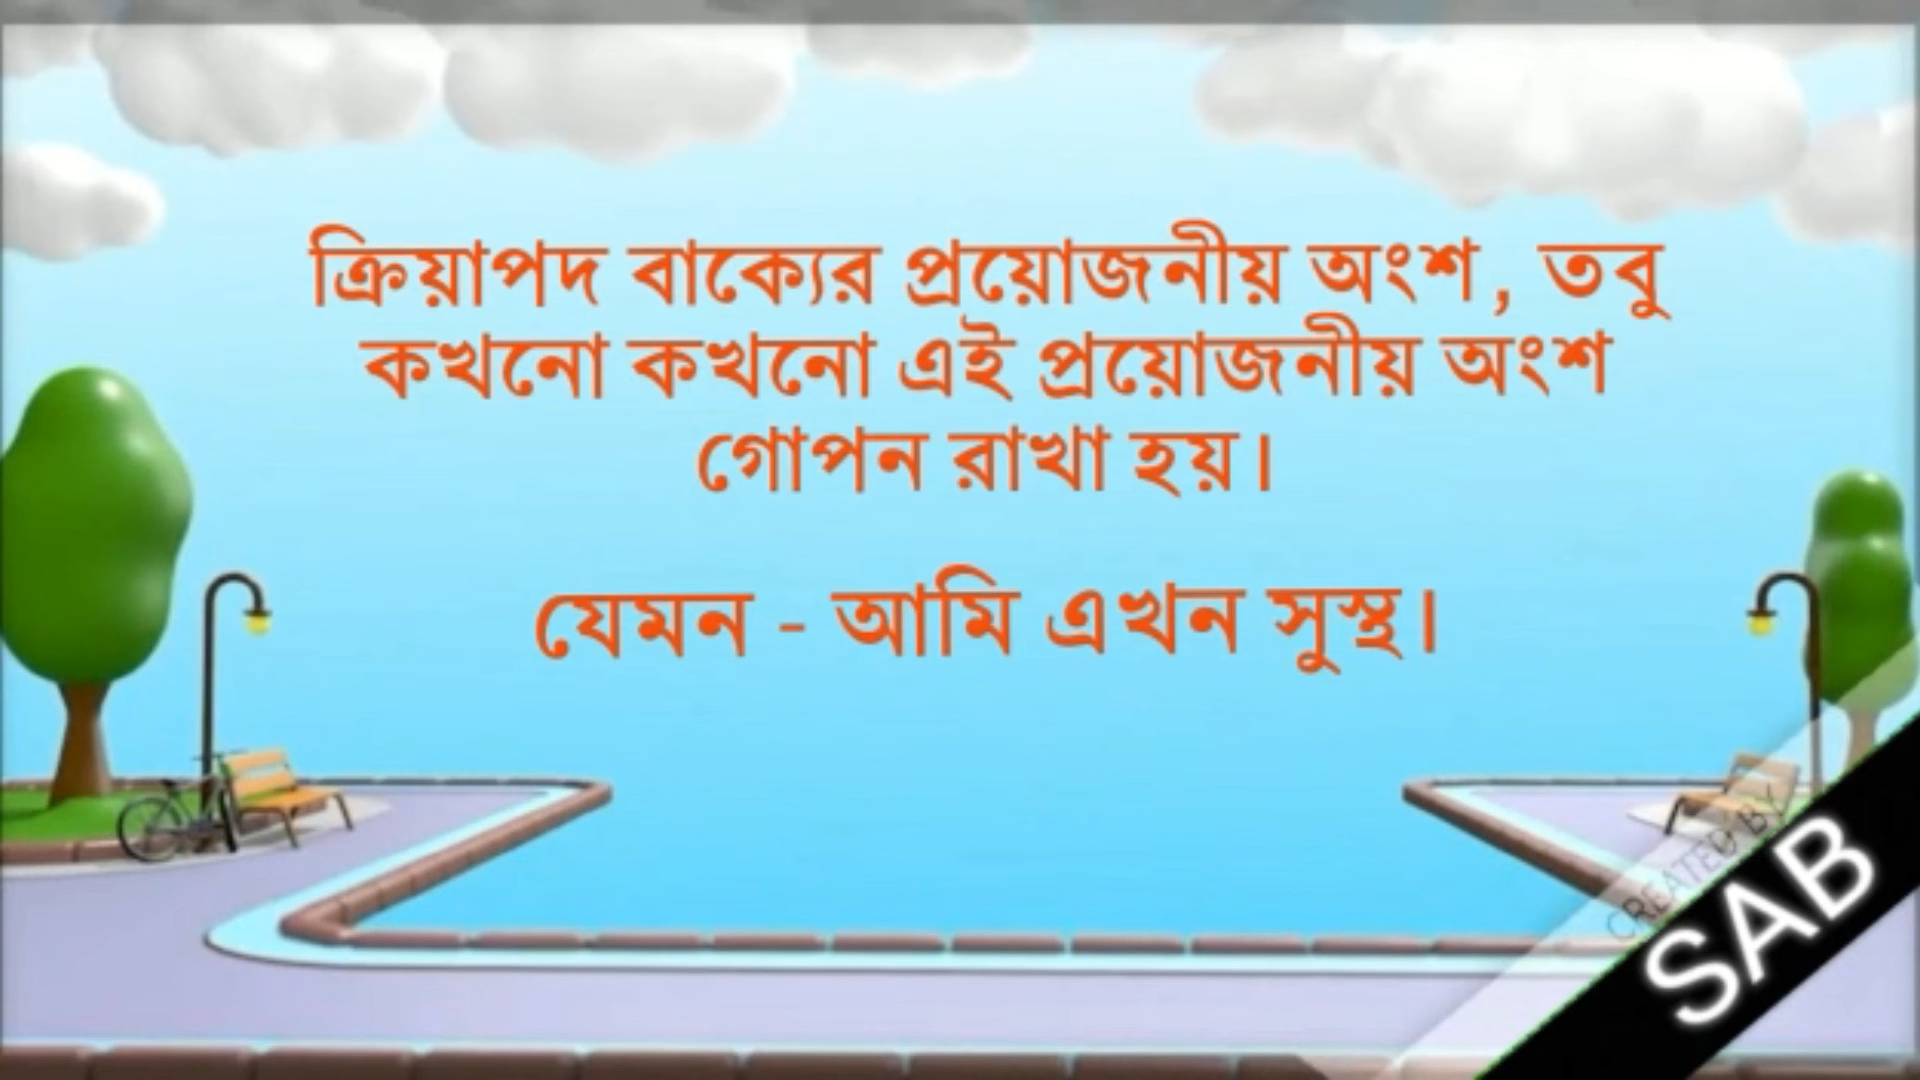 ক্রিয়াপদ বাক্যের প্রয়োজনীয় অংশ, তবু
কখনো কখনো এই প্রয়োজনীয় অংশ
গোপন রাখা হয়।
যেমন - আমি এখন সুস্থ।
CREATED BY
SAB